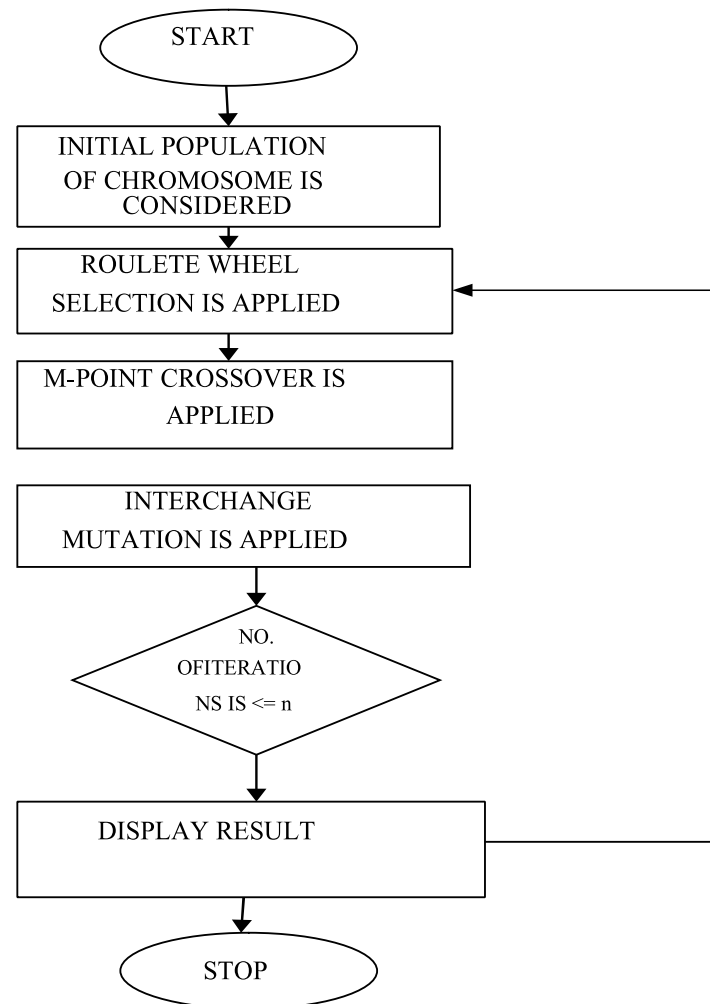 START
INITIAL POPULATION
OF CHROMOSOME IS
CONSIDERED
ROULETE WHEEL
SELECTION IS APPLIED
M-POINT CROSSOVER IS
APPLIED
INTERCHANGE
MUTATION IS APPLIED
NO.
OFITERATIO
NS IS <= n
DISPLAY RESULT
STOP